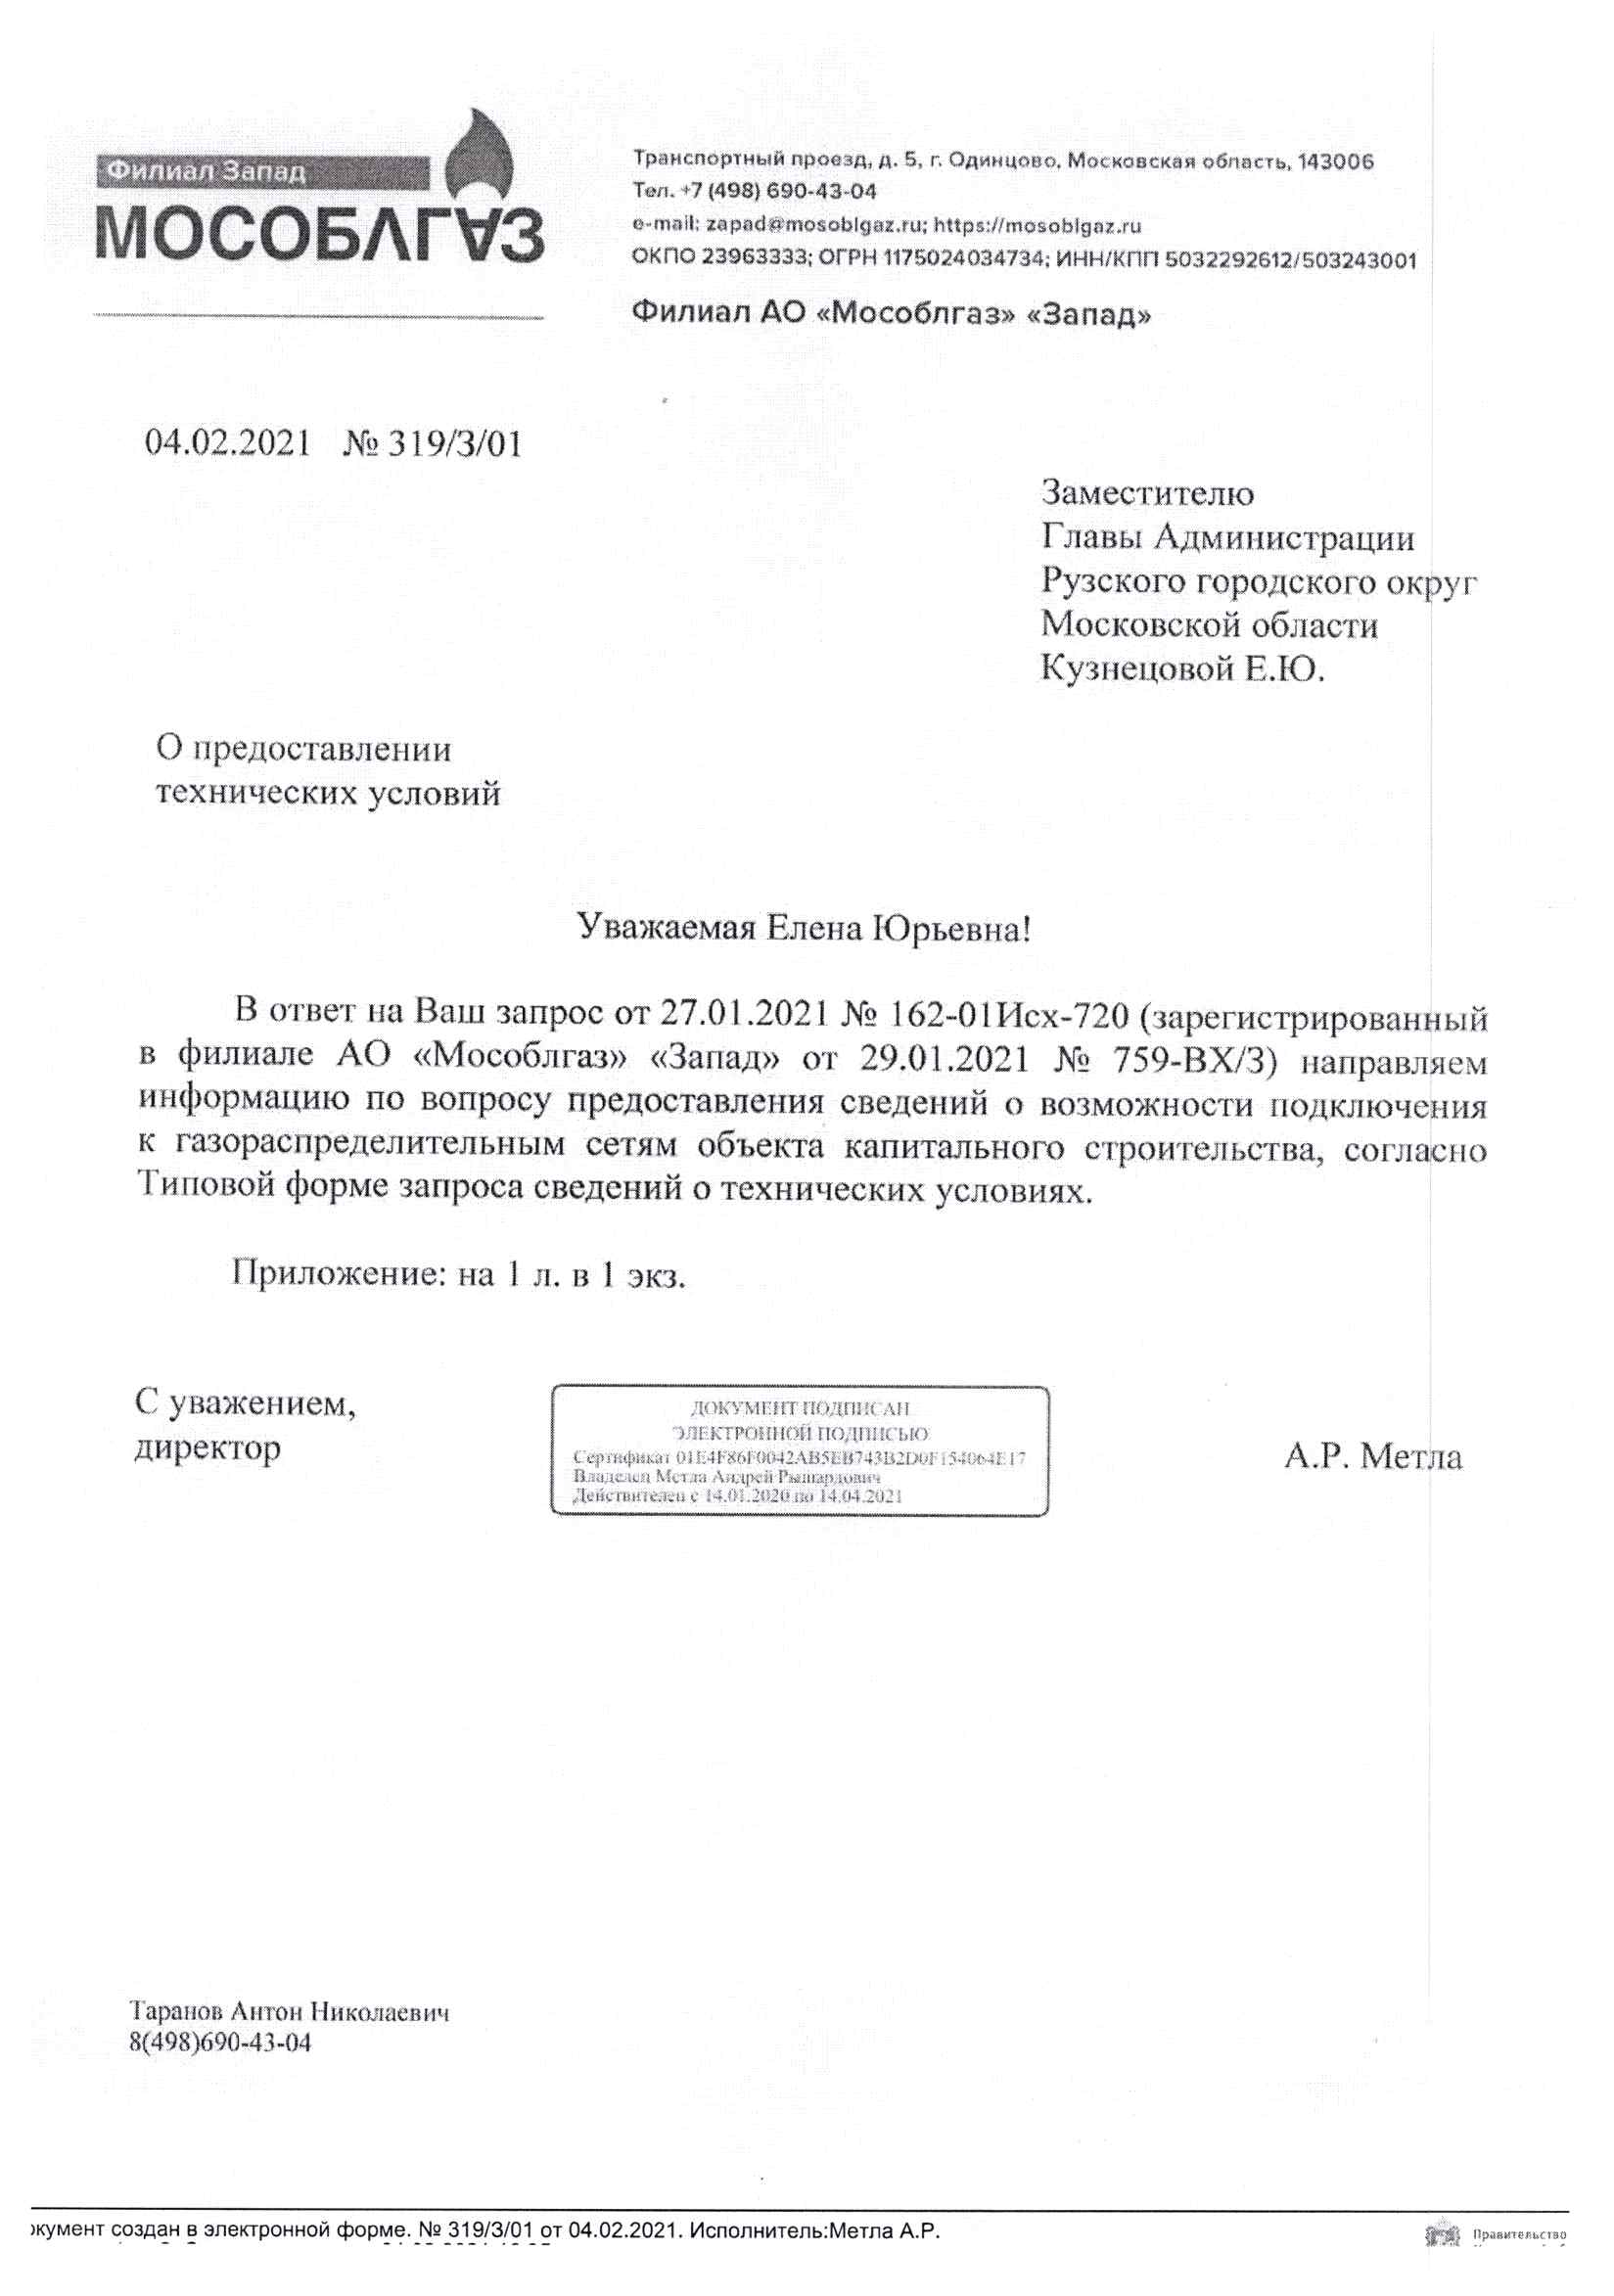 Филиал Запад
МОСОБЛГАЗ
Транспортный проезд, д. 5, г. Одинцово, Московская область, 143006
Тел. +7 (498) 690-43-04
e-mail: zapad@mosoblgaz.ru; https://mosoblgaz.ru
ОКПО 23963333; ОГРН 1175024034734; ИНН/КПП 5032292612/503243001
Филиал АО «Мособлгаз» «Запад»
04.02.2021 № 319/З/01
Заместителю
Главы Администрации
Рузского городского округ
Московской области
Кузнецовой Е.Ю.
О предоставлении
технических условий
Уважаемая Елена Юрьевна!
В ответ на Ваш запрос от 27.01.2021 № 162-01Исх-720 (зарегистрированный
в филиале АО «Мособлгаз» «Запад» от 29.01.2021 № 759-ВХ/З) направляем
информацию по вопросу предоставления сведений о возможности подключения
к газораспределительным сетям объекта капитального строительства, согласно
Типовой форме запроса сведений о технических условиях.
Приложение: на 1 л. в 1 экз.
С уважением,
директор
ДОКУМЕНТ ПОДПИСАН
ЭЛЕКТРОННОЙ ПОДПИСЬЮ
Сертификат 01E4F86F0042AB5EB743B2D0F154064E17
Владелец Метла Андрей Рышардович
Действителен с 14.01.2020 по 14.04.2021
А.Р. Метла
Таранов Антон Николаевич
8(498)690-43-04
окумент создан в электронной форме. № 319/З/01 от 04.02.2021. Исполнитель:Метла А.Р.
Правительство